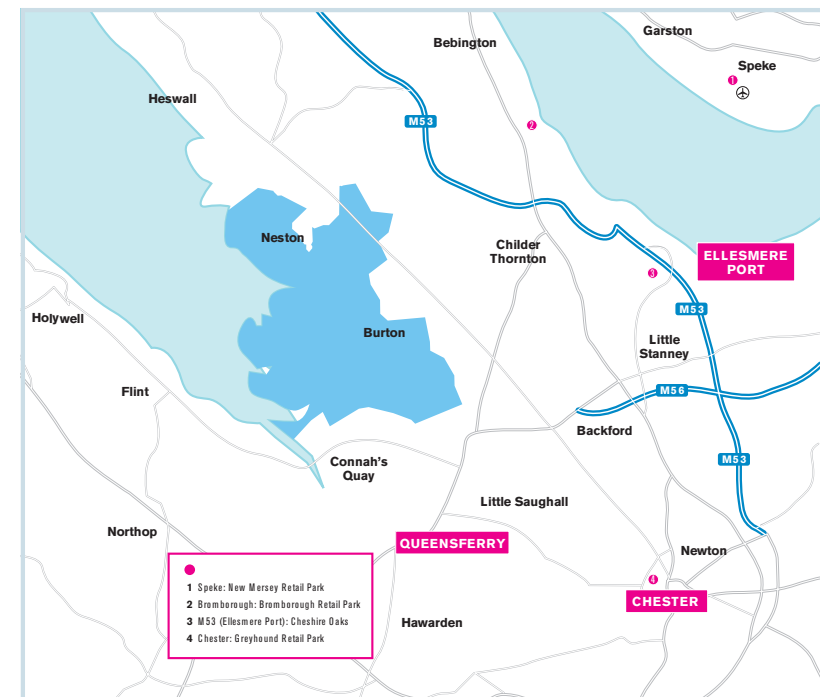 Garston
Bebington
Speke
1
Heswall
M53
2
Neston
Childer
Thornton
ELLESMERE
PORT
3
M53
Holywell
Burton
Little
Stanney
Flint
M56
Backford
M53
Connah's
Quay
Little Saughall
Northop
QUEENSFERRY
Newton
4
CHESTER
Hawarden
1 Speke: New Mersey Retail Park
2 Bromborough: Bromborough Retail Park
3 M53 (Ellesmere Port): Cheshire Oaks
4 Chester: Greyhound Retail Park